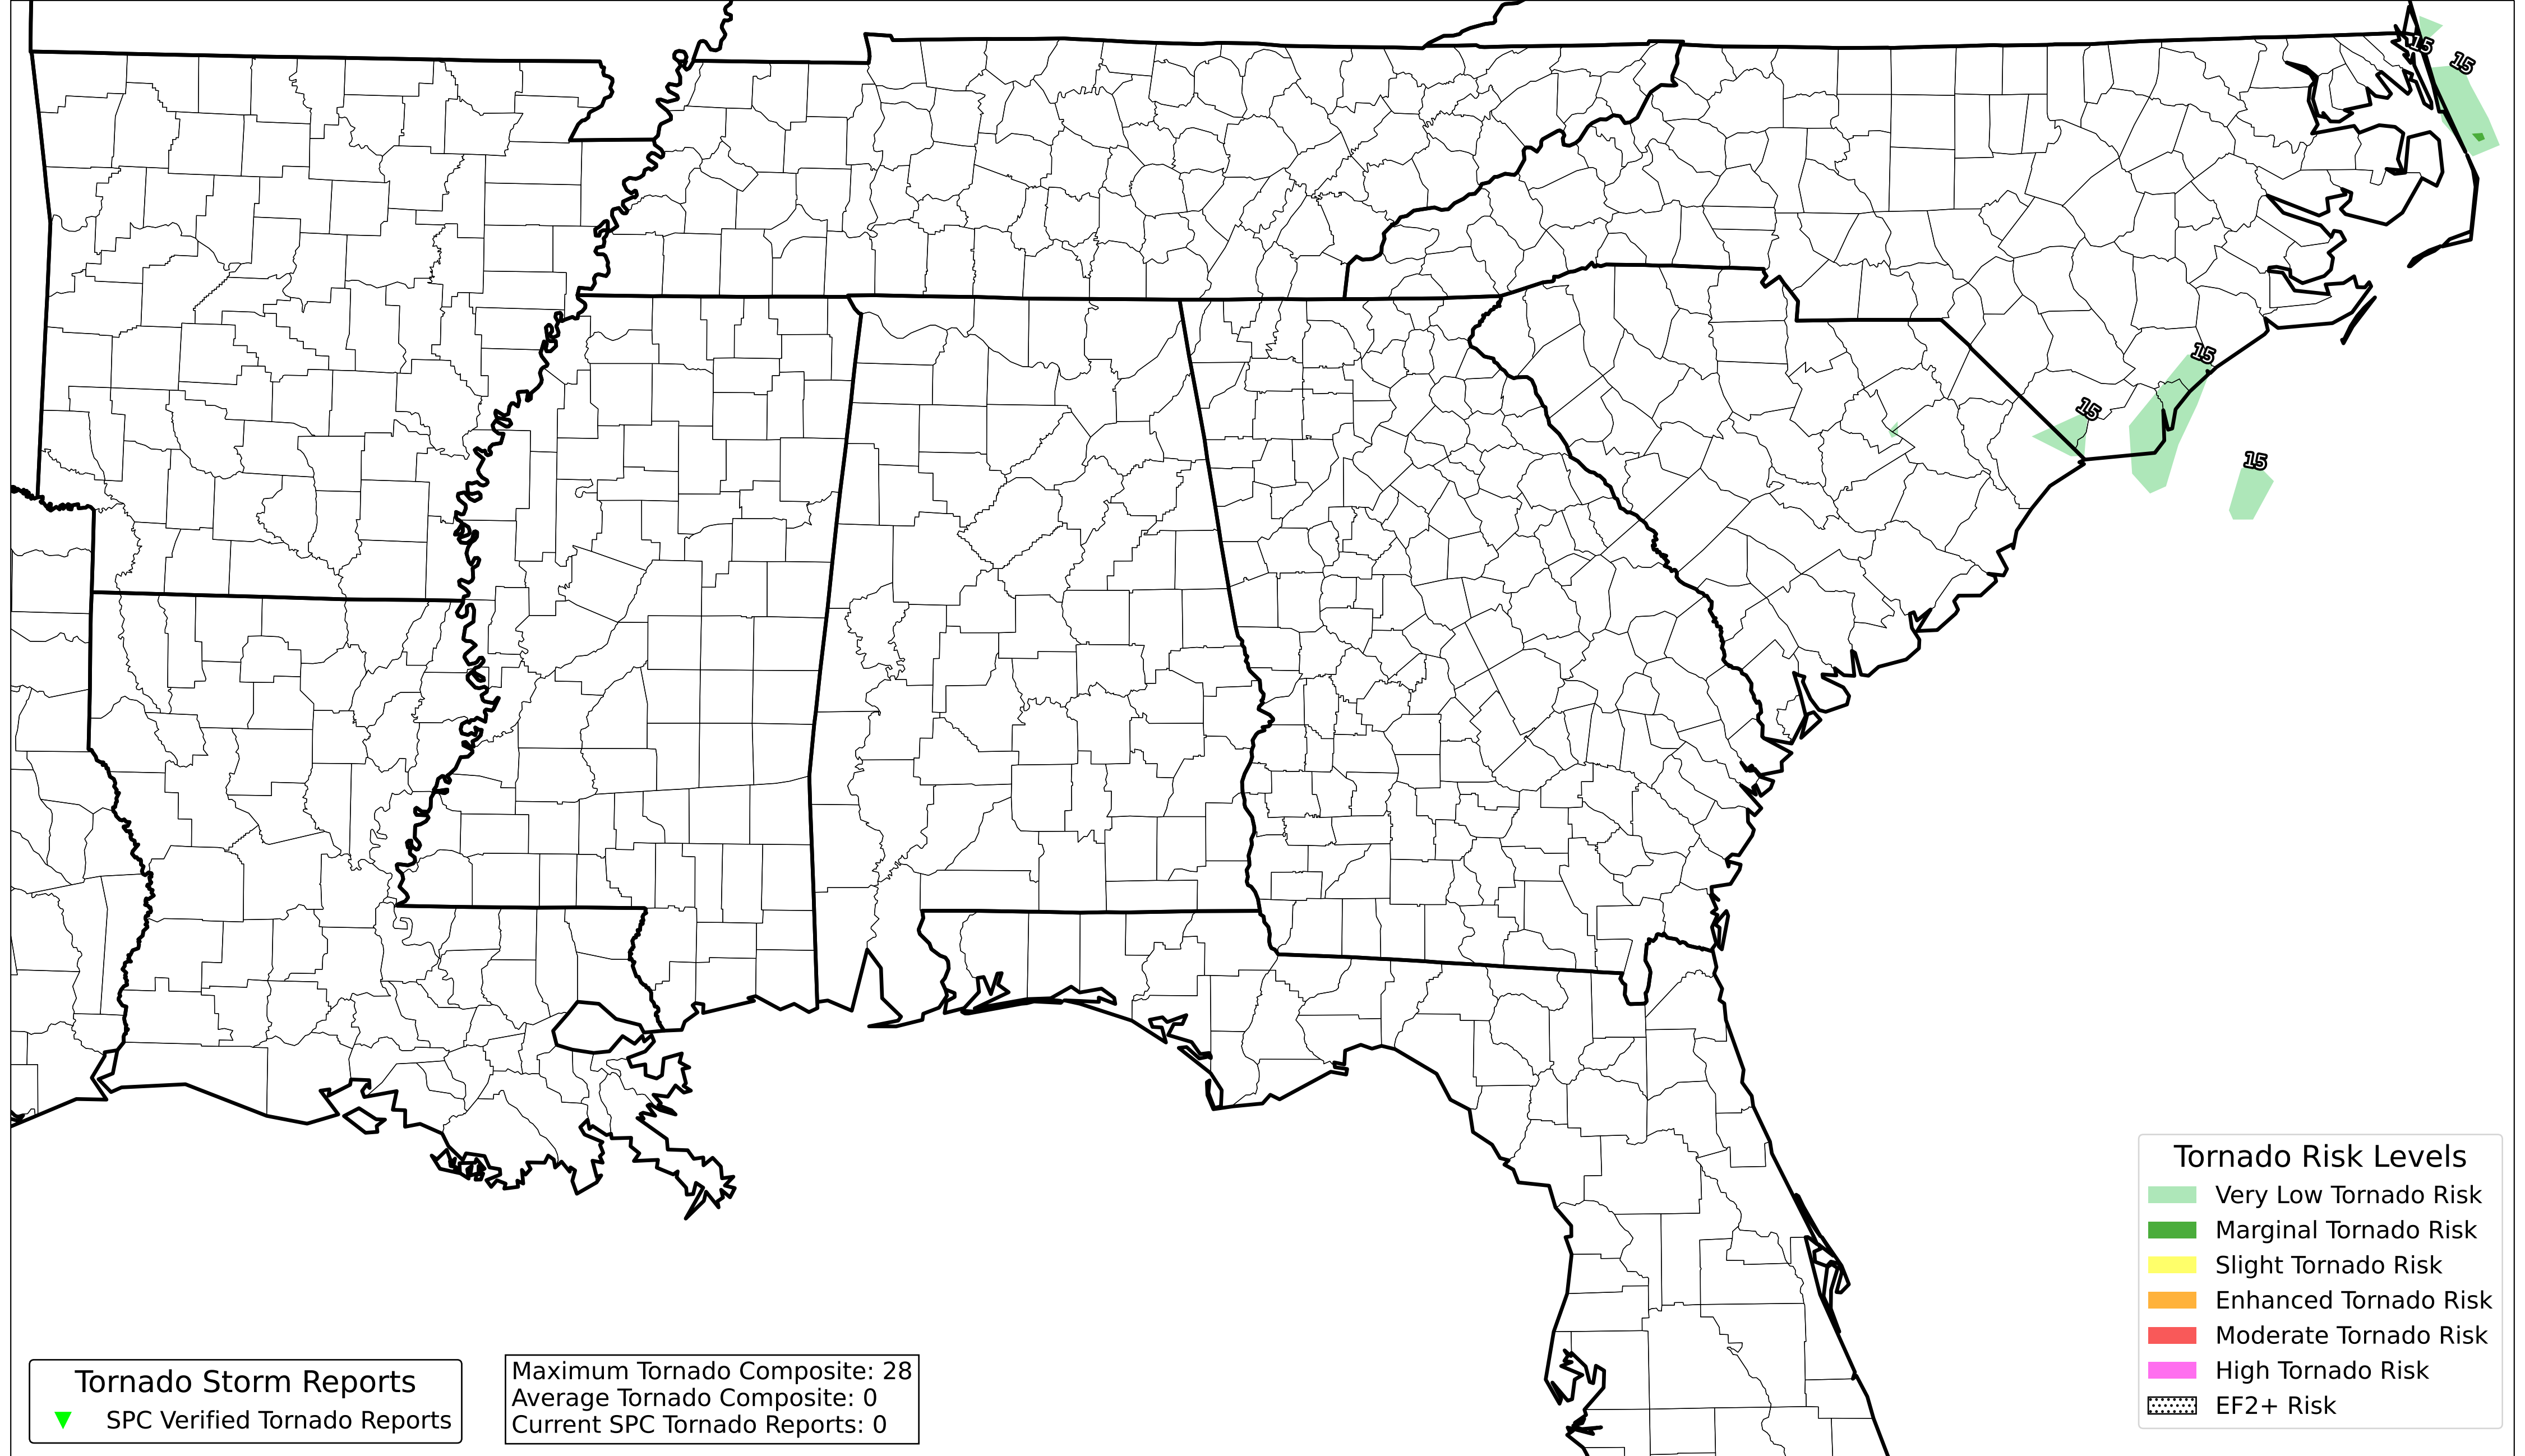 15
15
15
15
15
Tornado Risk Levels
Very Low Tornado Risk
Marginal Tornado Risk
Slight Tornado Risk
Enhanced Tornado Risk
Moderate Tornado Risk
High Tornado Risk
EF2+ Risk
Tornado Storm Reports
SPC Verified Tornado Reports
Maximum Tornado Composite: 28
Average Tornado Composite: 0
Current SPC Tornado Reports: 0